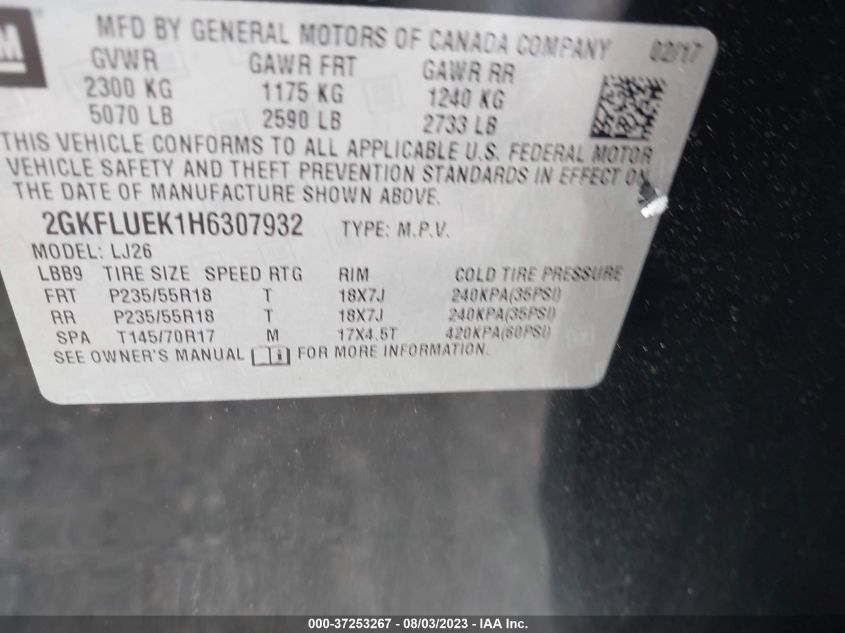 GM
MFD BY GENERAL MOTORS OF CANADA COMPANY 02/17
GVWR GAWR FRT GAWR RR
2300 KG 1175 KG 1240 KG
5070 LB 2590 LB 2733 LB
THIS VEHICLE CONFORMS TO ALL APPLICABLE U.S. FEDERAL MOTOR
VEHICLE SAFETY AND THEFT PREVENTION STANDARDS IN EFFECT ON
THE DATE OF MANUFACTURE SHOWN ABOVE.
2GKFLUEK1H6307932 TYPE: M.P.V.
MODEL: LJ26
LBB9 TIRE SIZE SPEED RTG RIM COLD TIRE PRESSURE
FRT P235/55R18 T 18X7J 240KPA(35PSI)
RR P235/55R18 T 18X7J 240KPA(35PSI)
SPA T145/70R17 M 17X4.5T 420KPA(60PSI)
SEE OWNER'S MANUAL FOR MORE INFORMATION.
000-37253267 - 08/03/2023 - IAA Inc.